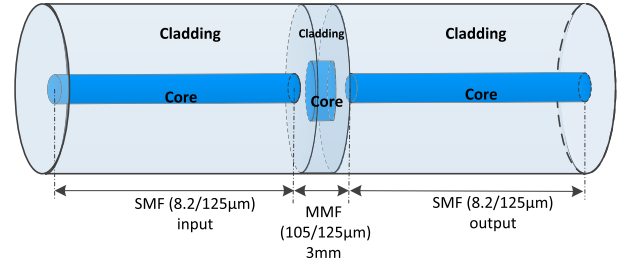 Cladding
Cladding
Cladding
Core
Core
Core
SMF (8.2/125µm)
input
MMF
(105/125µm)
3mm
SMF (8.2/125µm)
output